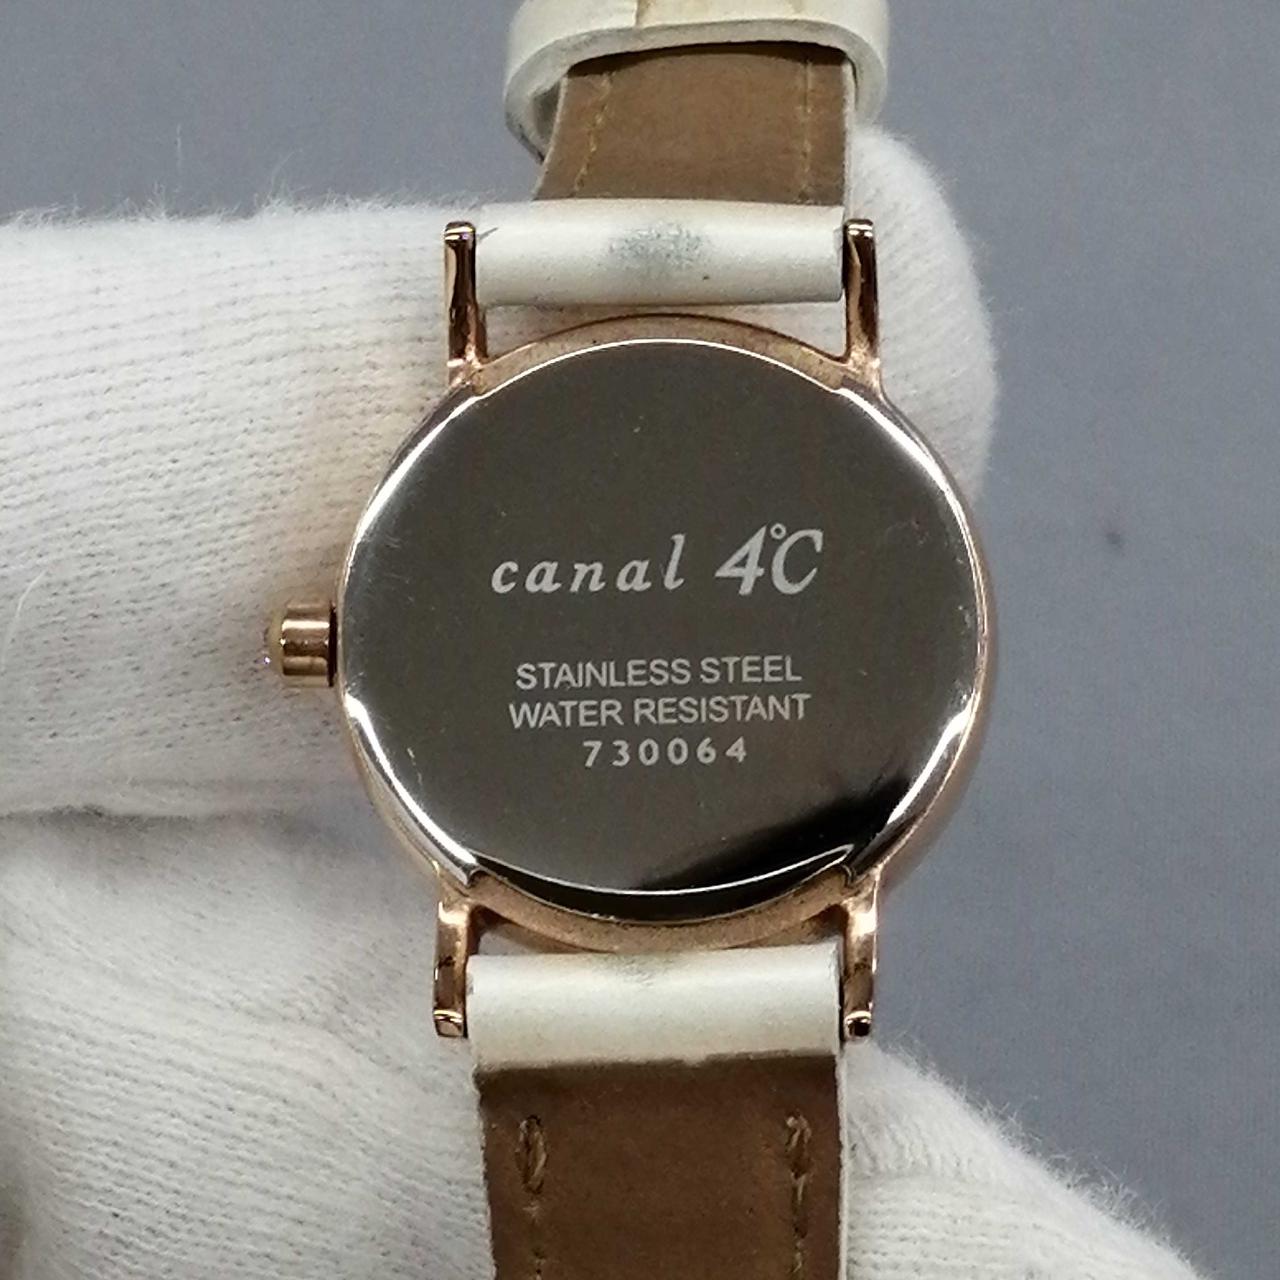 canal 4℃
STAINLESS STEEL
WATER RESISTANT
730064